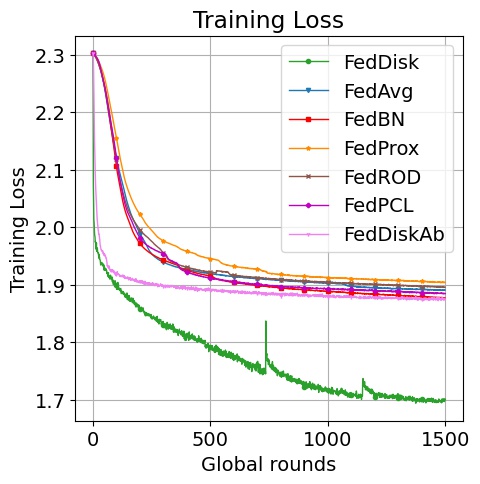 Training Loss
Training Loss
2.3
2.2
2.1
2.0
1.9
1.8
1.7
0
500
1000
1500
Global rounds
FedDisk
FedAvg
FedBN
FedProx
FedROD
FedPCL
FedDiskAb